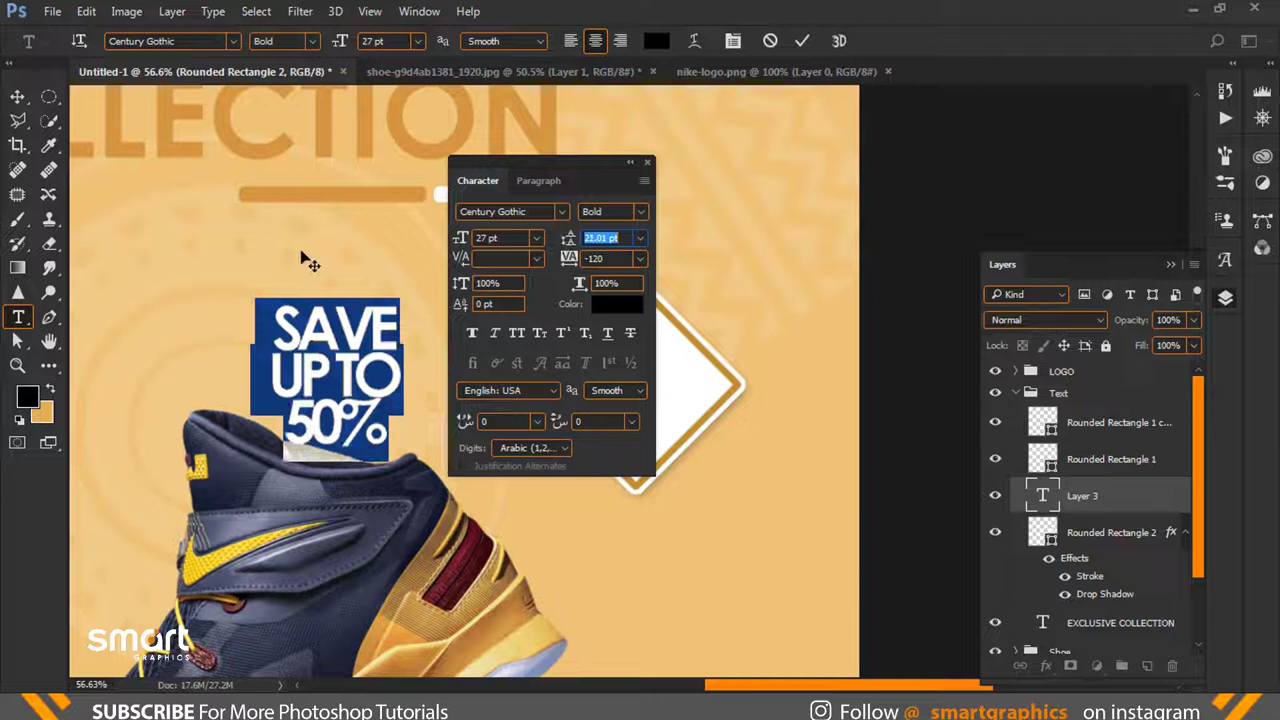 Ps File Edit Image Layer Type Select Filter 3D View Window Help
T Century Gothic Bold 27 pt Smooth 3D
Untitled-1 @ 56.6% (Rounded Rectangle 2, RGB/8) * shoe-g9d4ab1381_1920.jpg @ 50.5% (Layer 1, RGB/8#) * nike-logo.png @ 100% (Layer 0, RGB/8#)
LLECTION
SAVE
UP TO
50%
Character Paragraph
Century Gothic Bold
27 pt 21.01 pt
-120
100% 100%
0 pt Color:
English: USA Smooth
0 0
Digits: Arabic (1,2,...
Justification Alternates
Layers
Kind
Normal Opacity: 100%
Lock: Fill: 100%
LOGO
Text
Rounded Rectangle 1 c...
Rounded Rectangle 1
Layer 3
Rounded Rectangle 2 fx
Effects
Stroke
Drop Shadow
EXCLUSIVE COLLECTION
Shoe
smart
GRAPHICS
56.63% Doc: 17.6M/27.2M
SUBSCRIBE For More Photoshop Tutorials
Follow @_smartgraphics_ on instagram